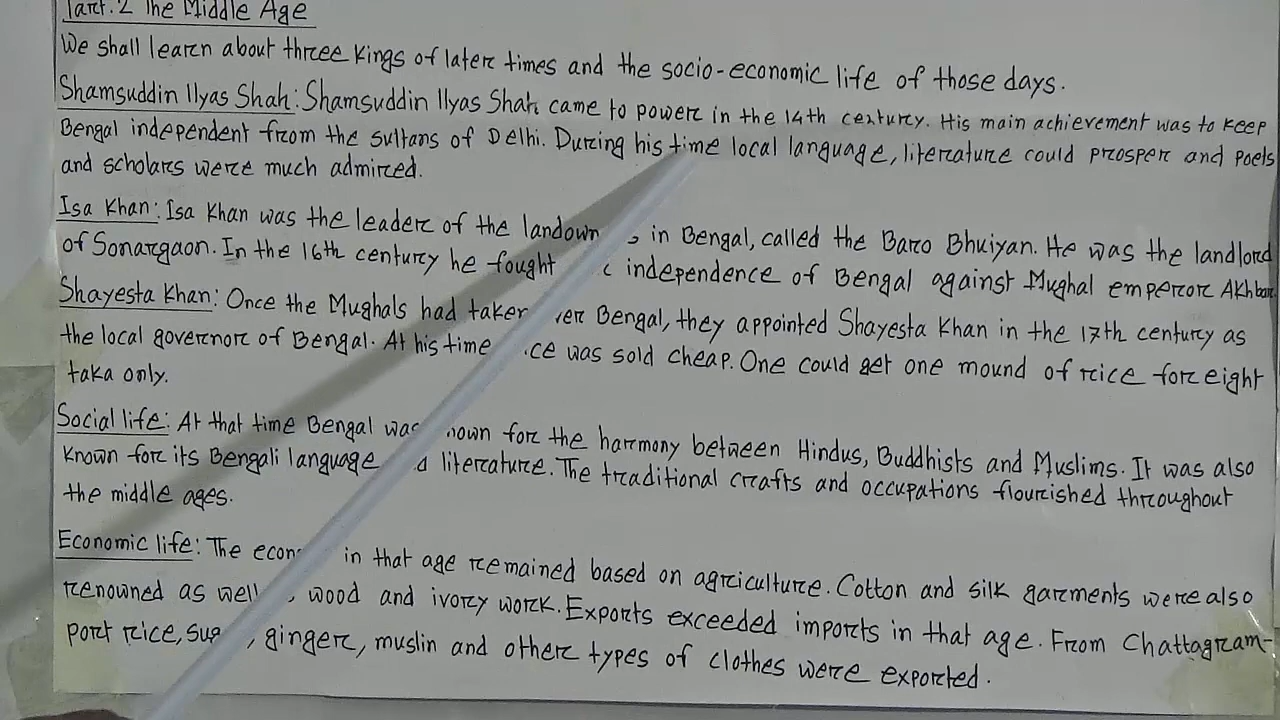 Part.2 The Middle Age
We shall learn about three kings of later times and the socio-economic life of those days.
Shamsuddin Ilyas Shah: Shamsuddin Ilyas Shah came to power in the 14th century. His main achievement was to keep
Bengal independent from the sultans of Delhi. During his time local language, literature could prosper and poets
and scholars were much admired.
Isa Khan: Isa Khan was the leader of the in Bengal, called the Baro Bhuiyan. He was the landlord
of Sonargaon. In the 16th century he fought independence of Bengal against Mughal emperor Akhbar
Shayesta Khan: Once the Mughals had taken Bengal, they appointed Shayesta Khan in the 17th century as
the local governor of Bengal. At his time was sold cheap. One could get one mound of rice for eight
taka only.
Social life: At that time Bengal was for the harmony between Hindus, Buddhists and Muslims. It was also
known for its Bengali language literature. The traditional crafts and occupations flourished throughout
the middle ages.
Economic life: The in that age remained based on agriculture. Cotton and silk garments were also
renowned as well wood and ivory work. Exports exceeded imports in that age. From Chattagram-
port rice, ginger, muslin and other types of clothes were exported.